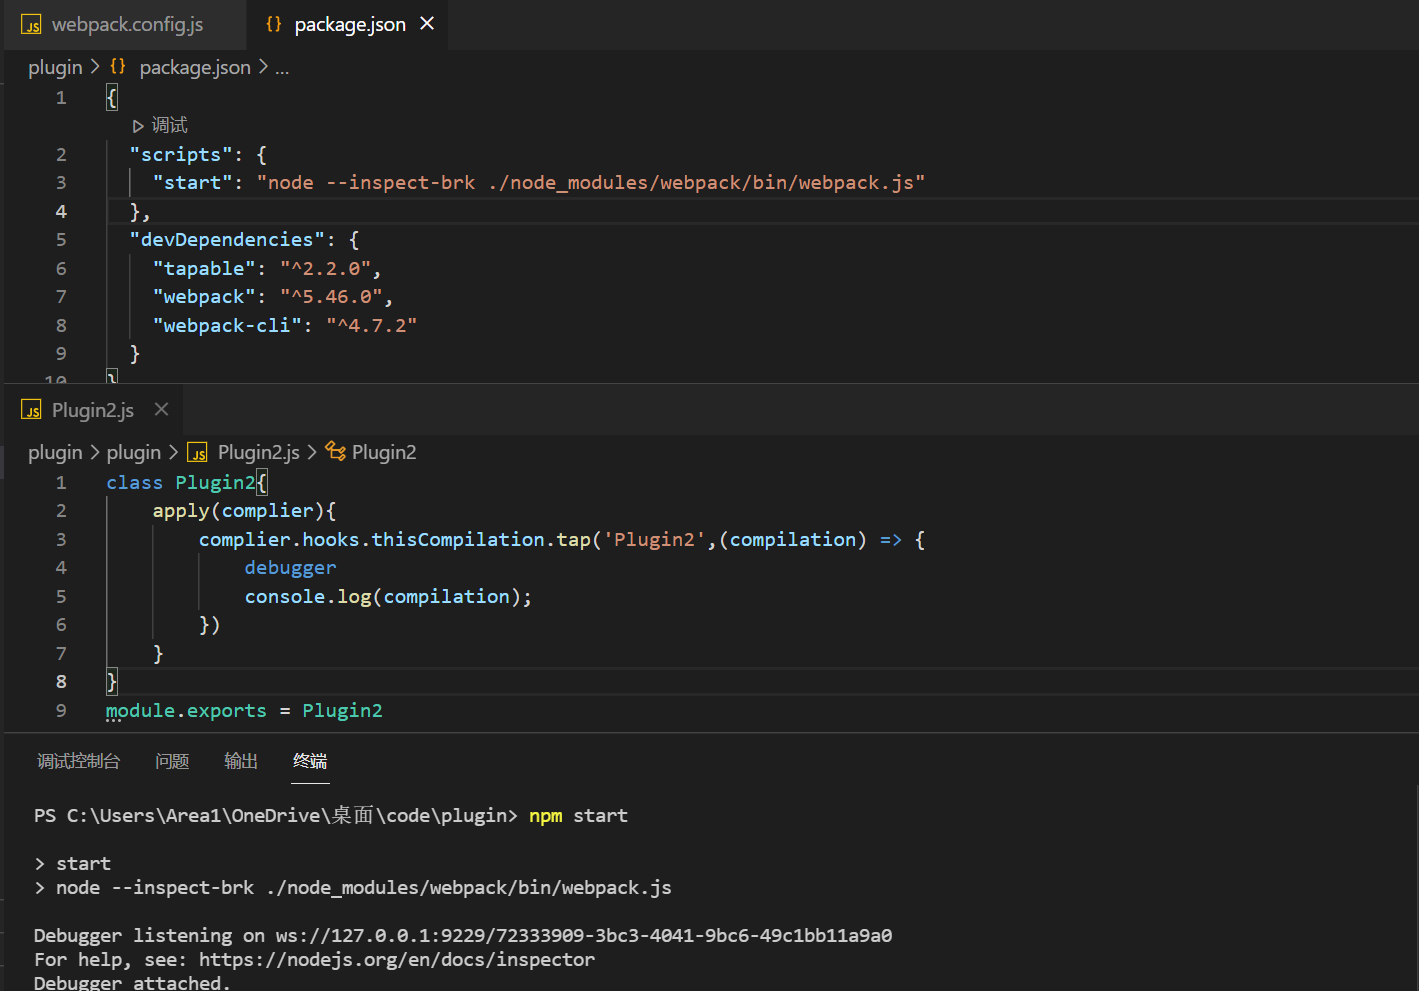 JS webpack.config.js {} package.json ×
plugin > {} package.json > ...
1 {
调试
2 "scripts": {
3 "start": "node --inspect-brk ./node_modules/webpack/bin/webpack.js"
4 },
5 "devDependencies": {
6 "tapable": "^2.2.0",
7 "webpack": "^5.46.0",
8 "webpack-cli": "^4.7.2"
9 }
10 }
JS Plugin2.js ×
plugin > plugin > JS Plugin2.js > Plugin2
1 class Plugin2{
2 apply(complier){
3 complier.hooks.thisCompilation.tap('Plugin2',(compilation) => {
4 debugger
5 console.log(compilation);
6 })
7 }
8 }
9 module.exports = Plugin2
调试控制台 问题 输出 终端
PS C:\Users\Area1\OneDrive\桌面\code\plugin> npm start
> start
> node --inspect-brk ./node_modules/webpack/bin/webpack.js
Debugger listening on ws://127.0.0.1:9229/72333909-3bc3-4041-9bc6-49c1bb11a9a0
For help, see: https://nodejs.org/en/docs/inspector
Debugger attached.